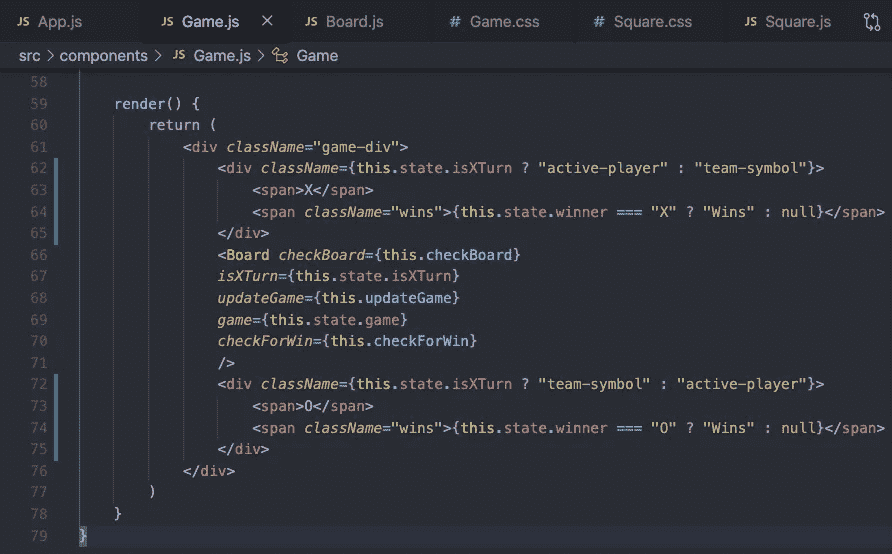 JS App.js JS Game.js × JS Board.js # Game.css # Square.css JS Square.js
src > components > JS Game.js > Game
58
59 render() {
60 return (
61 <div className="game-div">
62 <div className={this.state.isXTurn ? "active-player" : "team-symbol"}>
63 <span>X</span>
64 <span className="wins">{this.state.winner === "X" ? "Wins" : null}</span>
65 </div>
66 <Board checkBoard={this.checkBoard}
67 isXTurn={this.state.isXTurn}
68 updateGame={this.updateGame}
69 game={this.state.game}
70 checkForWin={this.checkForWin}
71 />
72 <div className={this.state.isXTurn ? "team-symbol" : "active-player"}>
73 <span>O</span>
74 <span className="wins">{this.state.winner === "O" ? "Wins" : null}</span>
75 </div>
76 </div>
77 )
78 }
79 }